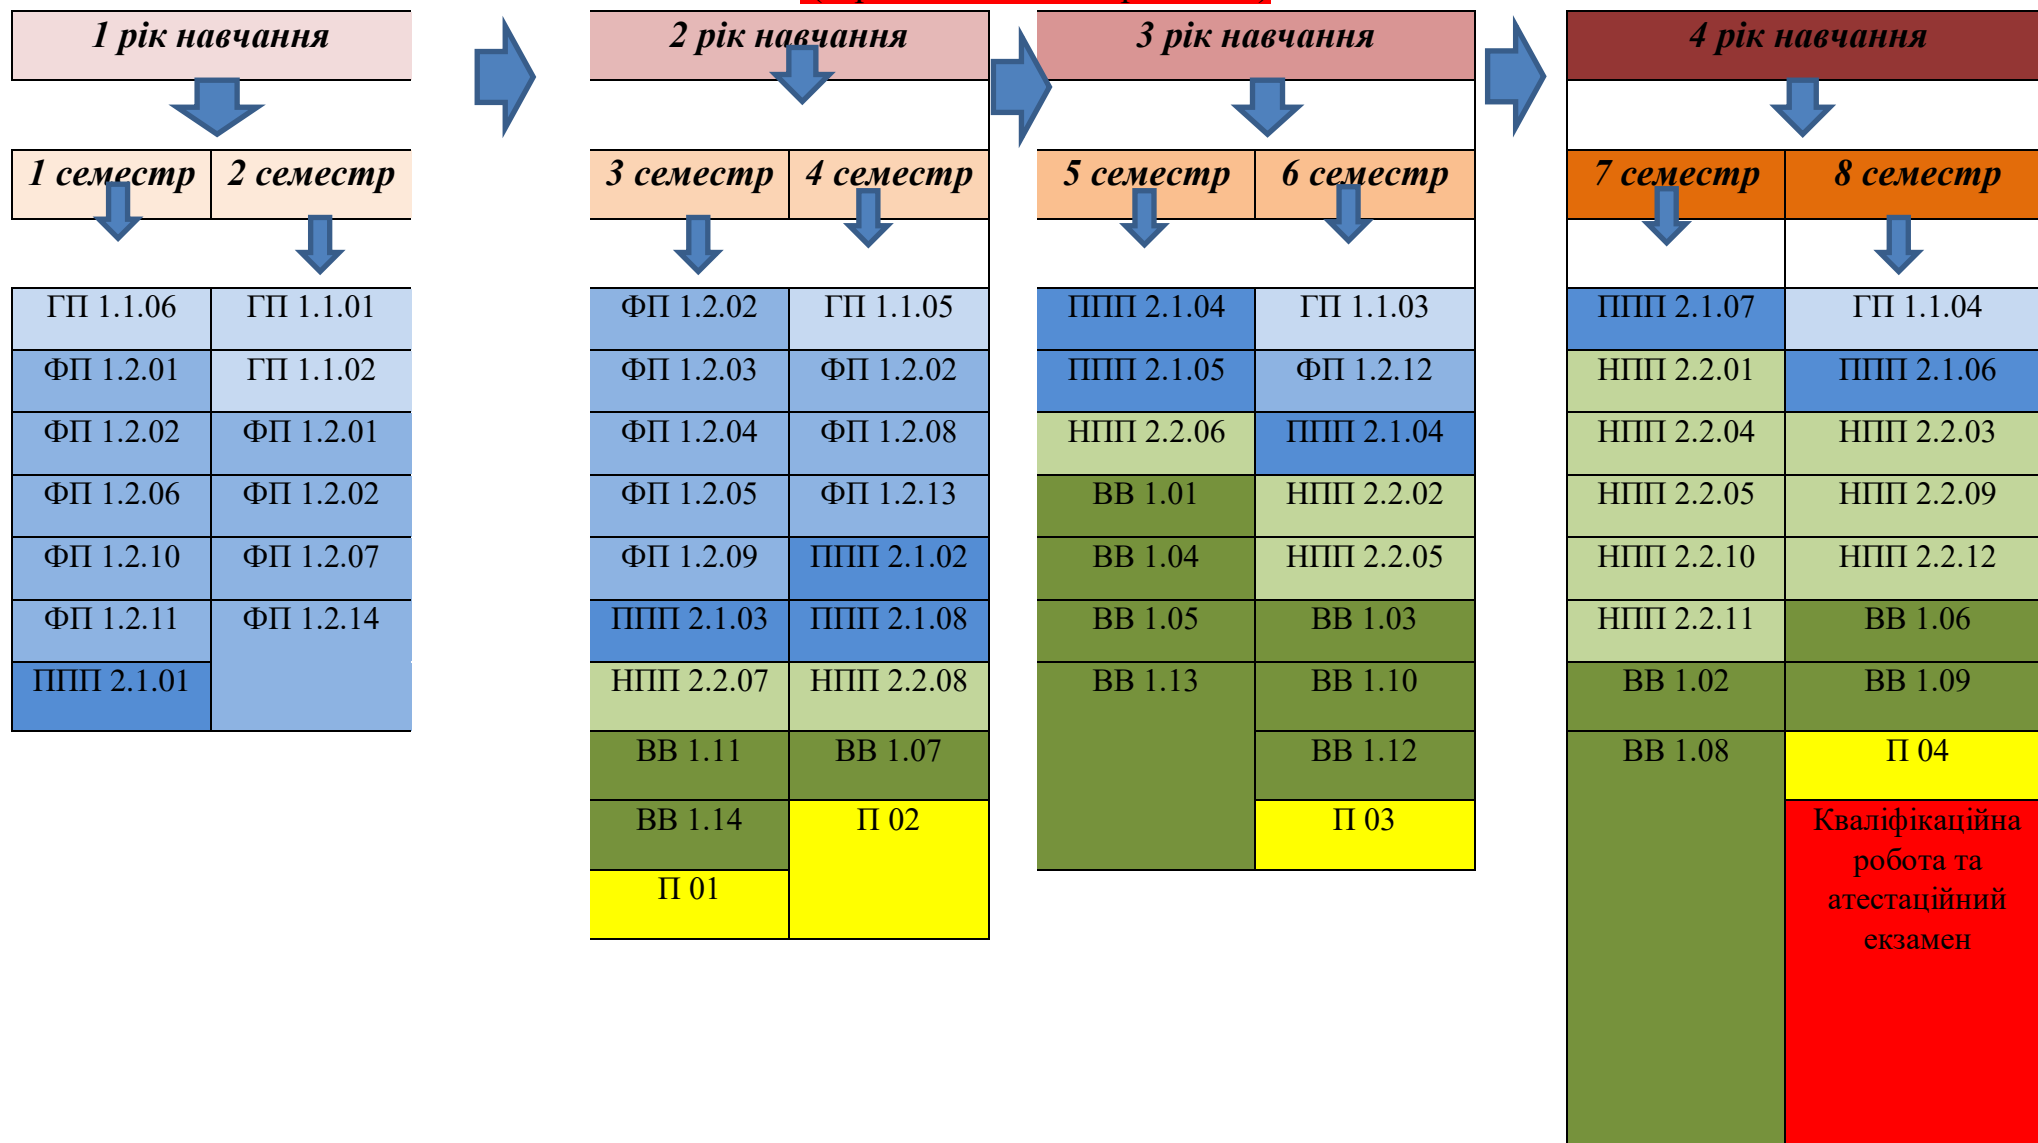 1 рік навчання
2 рік навчання
3 рік навчання
4 рік навчання
1 семестр
2 семестр
3 семестр
4 семестр
5 семестр
6 семестр
7 семестр
8 семестр
ГП 1.1.06
ГП 1.1.01
ФП 1.2.02
ГП 1.1.05
ППП 2.1.04
ГП 1.1.03
ППП 2.1.07
ГП 1.1.04
ФП 1.2.01
ГП 1.1.02
ФП 1.2.03
ФП 1.2.02
ППП 2.1.05
ФП 1.2.12
НПП 2.2.01
ППП 2.1.06
ФП 1.2.02
ФП 1.2.01
ФП 1.2.04
ФП 1.2.08
НПП 2.2.06
ППП 2.1.04
НПП 2.2.04
НПП 2.2.03
ФП 1.2.06
ФП 1.2.02
ФП 1.2.05
ФП 1.2.13
ВВ 1.01
НПП 2.2.02
НПП 2.2.05
НПП 2.2.09
ФП 1.2.10
ФП 1.2.07
ФП 1.2.09
ППП 2.1.02
ВВ 1.04
НПП 2.2.05
НПП 2.2.10
НПП 2.2.12
ФП 1.2.11
ФП 1.2.14
ППП 2.1.03
ППП 2.1.08
ВВ 1.05
ВВ 1.03
НПП 2.2.11
ВВ 1.06
ППП 2.1.01
НПП 2.2.07
НПП 2.2.08
ВВ 1.13
ВВ 1.10
ВВ 1.02
ВВ 1.09
ВВ 1.11
ВВ 1.07
ВВ 1.12
ВВ 1.08
П 04
ВВ 1.14
П 02
П 03
Кваліфікаційна
робота та
атестаційний
екзамен
П 01